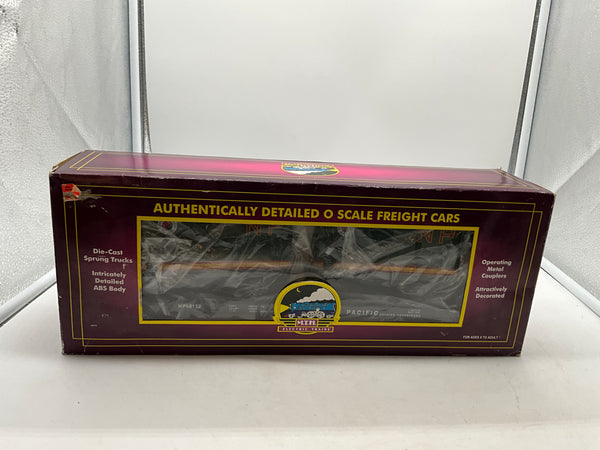 AUTHENTICALLY DETAILED O SCALE FREIGHT CARS
Die-Cast
Sprung Trucks
Intricately
Detailed
ABS Body
N P
N P
Operating
Metal
Couplers
Attractively
Decorated
PACIFIC
MTH
ELECTRIC TRAINS
FOR AGES 8 TO ADULT